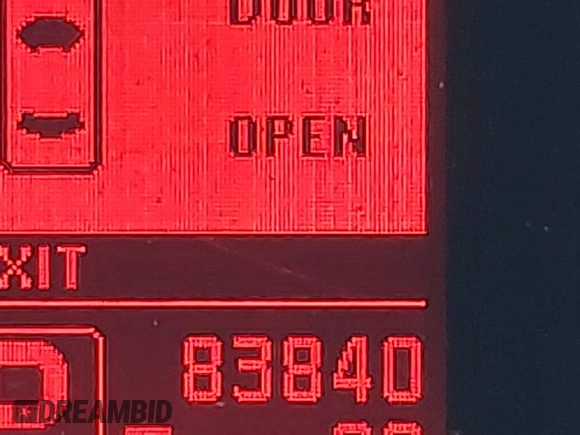 DOOR
OPEN
XIT
83840
DREAMBID